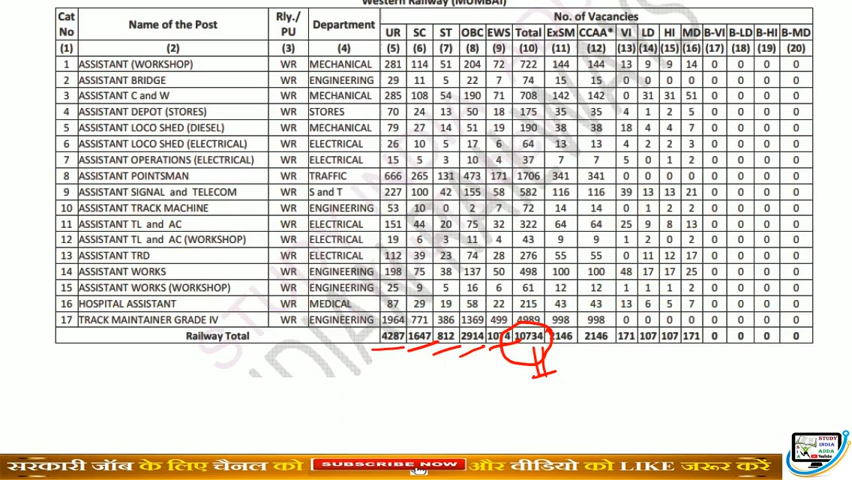 Western Railway (MUMBAI)
Cat No Name of the Post Rly./ PU Department No. of Vacancies
UR SC ST OBC EWS Total ExSM CCAA* VI LD HI MD B-VI B-LD B-HI B-MD
(1) (2) (3) (4) (5) (6) (7) (8) (9) (10) (11) (12) (13) (14) (15) (16) (17) (18) (19) (20)
1 ASSISTANT (WORKSHOP) WR MECHANICAL 281 114 51 204 72 722 144 144 13 9 8 14 0 0 0 0
2 ASSISTANT BRIDGE WR ENGINEERING 29 11 5 22 7 74 15 15 0 0 0 0 0 0 0 0
3 ASSISTANT C and W WR MECHANICAL 285 108 54 190 71 708 142 142 0 31 31 51 0 0 0 0
4 ASSISTANT DEPOT (STORES) WR STORES 70 24 13 50 18 175 35 35 4 1 2 5 0 0 0 0
5 ASSISTANT LOCO SHED (DIESEL) WR MECHANICAL 79 27 14 51 19 190 38 38 18 4 4 7 0 0 0 0
6 ASSISTANT LOCO SHED (ELECTRICAL) WR ELECTRICAL 26 10 5 17 6 64 13 13 4 2 2 3 0 0 0 0
7 ASSISTANT OPERATIONS (ELECTRICAL) WR ELECTRICAL 15 5 3 10 4 37 7 7 5 0 1 2 0 0 0 0
8 ASSISTANT POINTSMAN WR TRAFFIC 666 265 131 473 171 1706 341 341 0 0 0 0 0 0 0 0
9 ASSISTANT SIGNAL and TELECOM WR S and T 227 100 42 155 58 582 116 116 39 13 13 21 0 0 0 0
10 ASSISTANT TRACK MACHINE WR ENGINEERING 53 10 0 2 7 72 14 14 0 0 0 0 0 0 0 0
11 ASSISTANT TL and AC WR ELECTRICAL 151 44 20 75 32 322 64 64 25 9 8 13 0 0 0 0
12 ASSISTANT TL and AC (WORKSHOP) WR ELECTRICAL 19 6 3 11 4 43 9 9 1 2 0 2 0 0 0 0
13 ASSISTANT TRD WR ELECTRICAL 112 39 23 74 28 276 55 55 0 11 12 17 0 0 0 0
14 ASSISTANT WORKS WR ENGINEERING 198 75 38 137 50 498 100 100 48 17 17 25 0 0 0 0
15 ASSISTANT WORKS (WORKSHOP) WR ENGINEERING 25 9 5 16 6 61 12 12 1 1 1 2 0 0 0 0
16 HOSPITAL ASSISTANT WR MEDICAL 87 29 19 58 22 215 43 43 13 6 5 7 0 0 0 0
17 TRACK MAINTAINER GRADE IV WR ENGINEERING 1964 771 386 1369 499 4989 998 998 0 0 0 0 0 0 0 0
Railway Total 4287 1647 812 2914 1074 10734 2146 2146 171 107 107 171 0 0 0 0
सरकारी जॉब के लिए चैनल को SUBSCRIBE NOW और वीडियो को LIKE जरूर करें
STUDY
INDIA
ADDA
YouTube